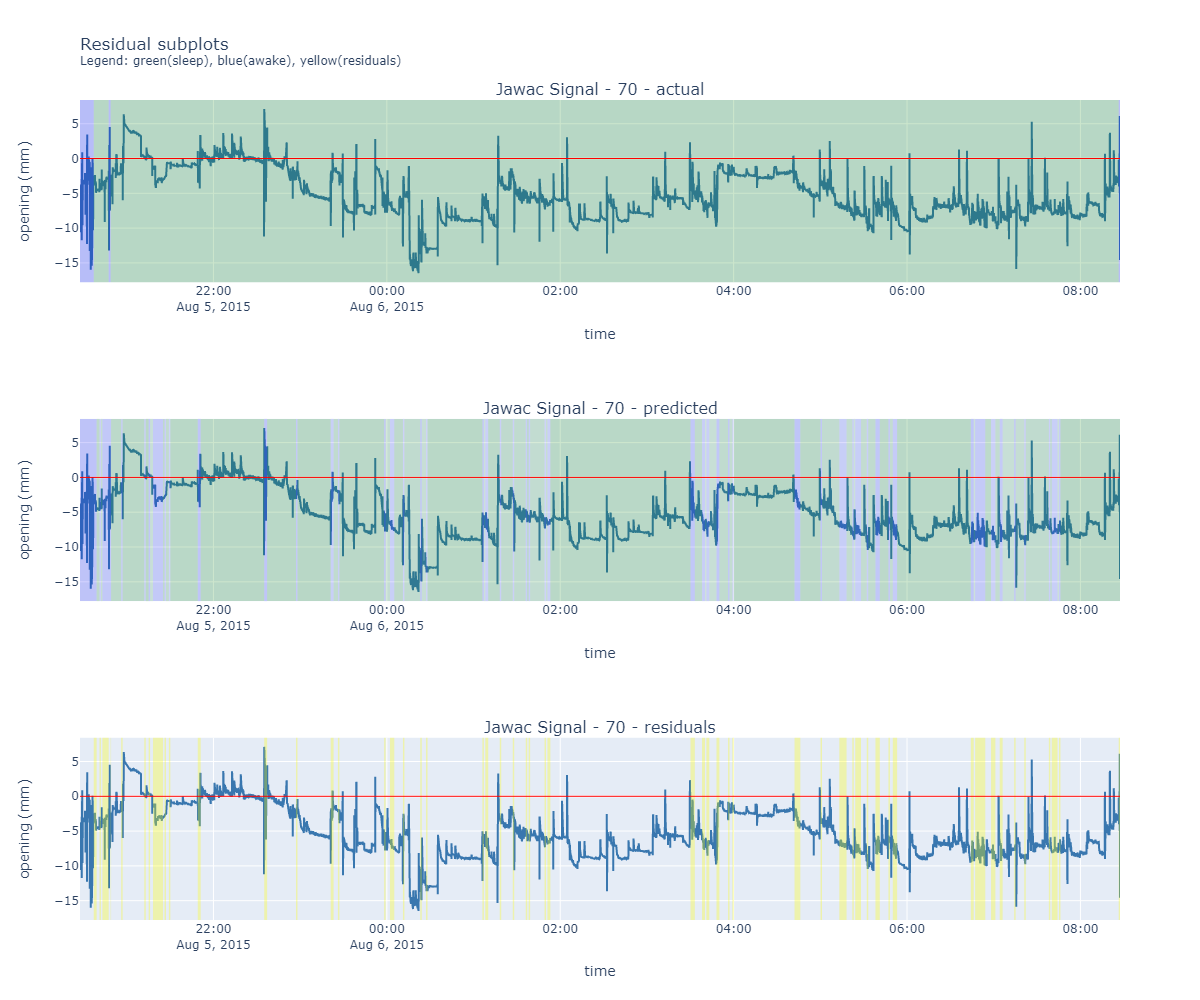 Residual subplots
Legend: green(sleep), blue(awake), yellow(residuals)
Jawac Signal - 70 - actual
opening (mm)
5
0
−5
−10
−15
22:00 00:00 02:00 04:00 06:00 08:00
Aug 5, 2015 Aug 6, 2015
time
Jawac Signal - 70 - predicted
opening (mm)
5
0
−5
−10
−15
22:00 00:00 02:00 04:00 06:00 08:00
Aug 5, 2015 Aug 6, 2015
time
Jawac Signal - 70 - residuals
opening (mm)
5
0
−5
−10
−15
22:00 00:00 02:00 04:00 06:00 08:00
Aug 5, 2015 Aug 6, 2015
time